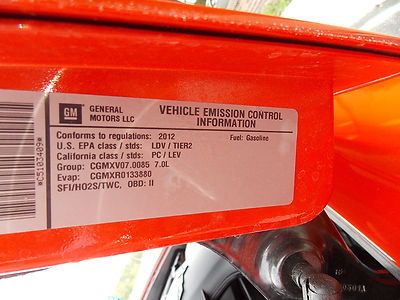 GM
GENERAL MOTORS LLC
VEHICLE EMISSION CONTROL INFORMATION
Conforms to regulations: 2012
Fuel: Gasoline
U.S. EPA class / stds: LDV / TIER2
California class / stds: PC / LEV
Group: CGMXV07.0085 7.0L
Evap: CGMXR0133880
SFI/HO2S/TWC, OBD: II
*C5103409*